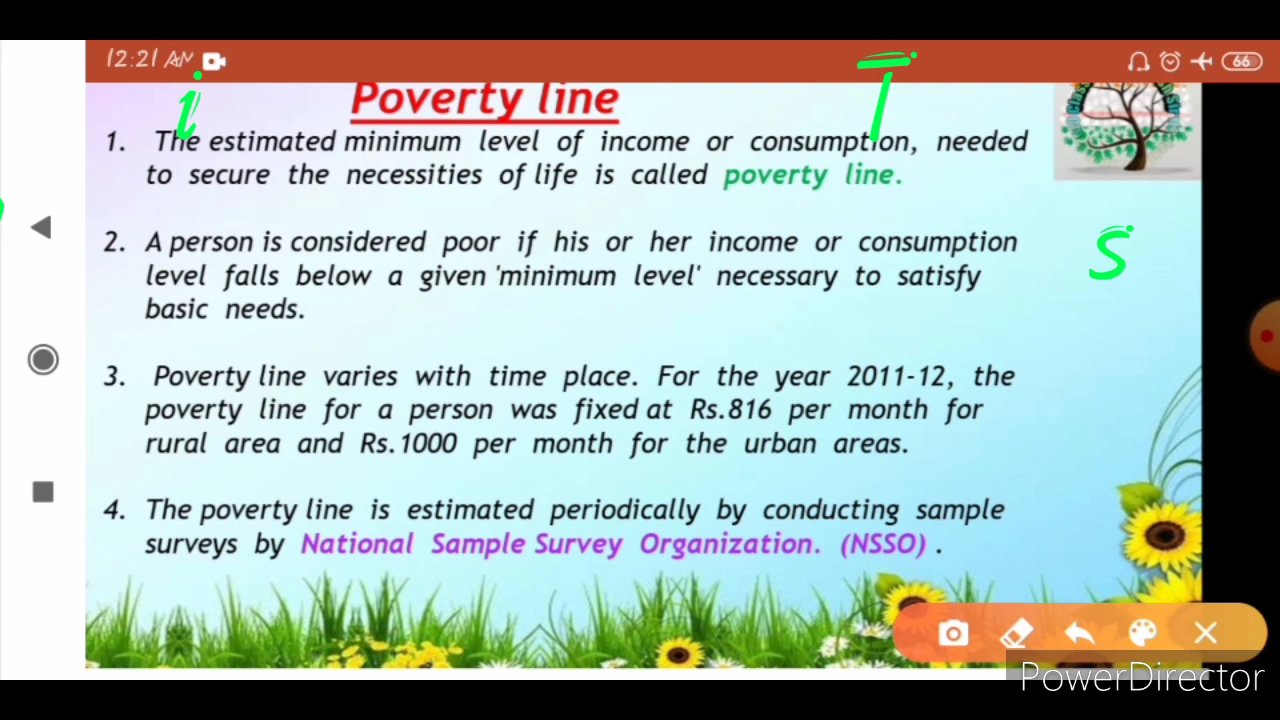 12:21 AM
66
i
T
Poverty line
1. The estimated minimum level of income or consumption, needed
to secure the necessities of life is called poverty line.
S
2. A person is considered poor if his or her income or consumption
level falls below a given 'minimum level' necessary to satisfy
basic needs.
3. Poverty line varies with time place. For the year 2011-12, the
poverty line for a person was fixed at Rs.816 per month for
rural area and Rs.1000 per month for the urban areas.
4. The poverty line is estimated periodically by conducting sample
surveys by National Sample Survey Organization. (NSSO) .
PowerDirector